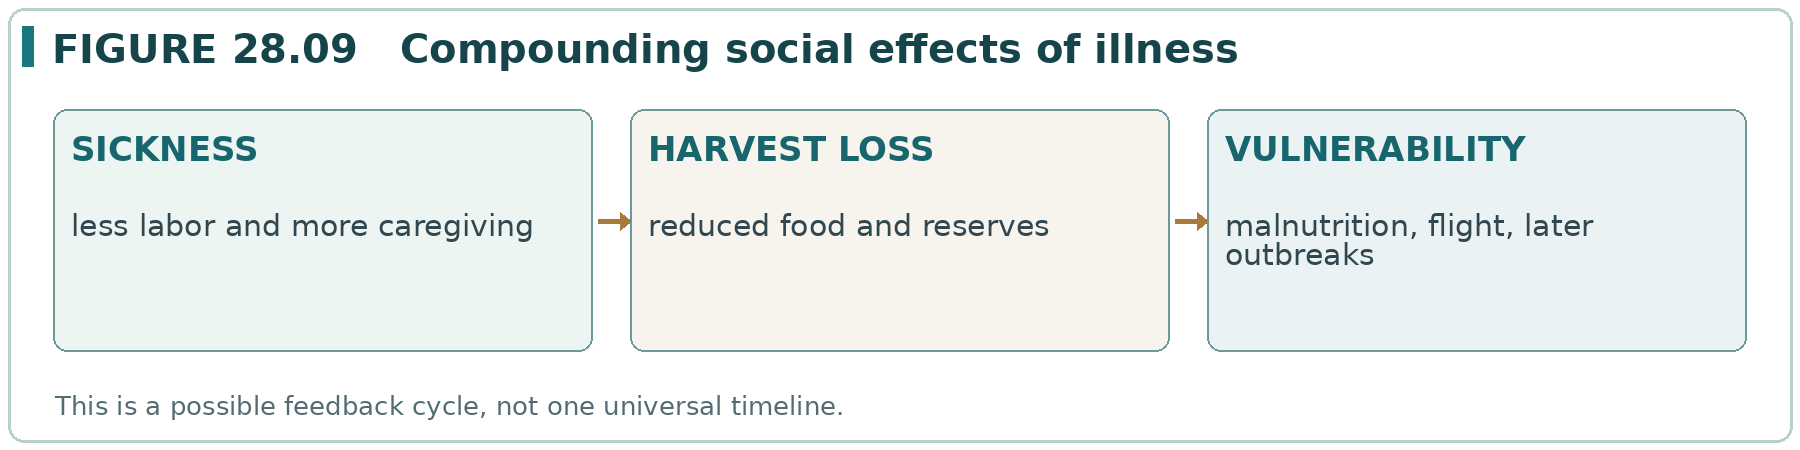 FIGURE 28.09 Compounding social effects of illness
SICKNESS
less labor and more caregiving
HARVEST LOSS
reduced food and reserves
VULNERABILITY
malnutrition, flight, later
outbreaks
This is a possible feedback cycle, not one universal timeline.